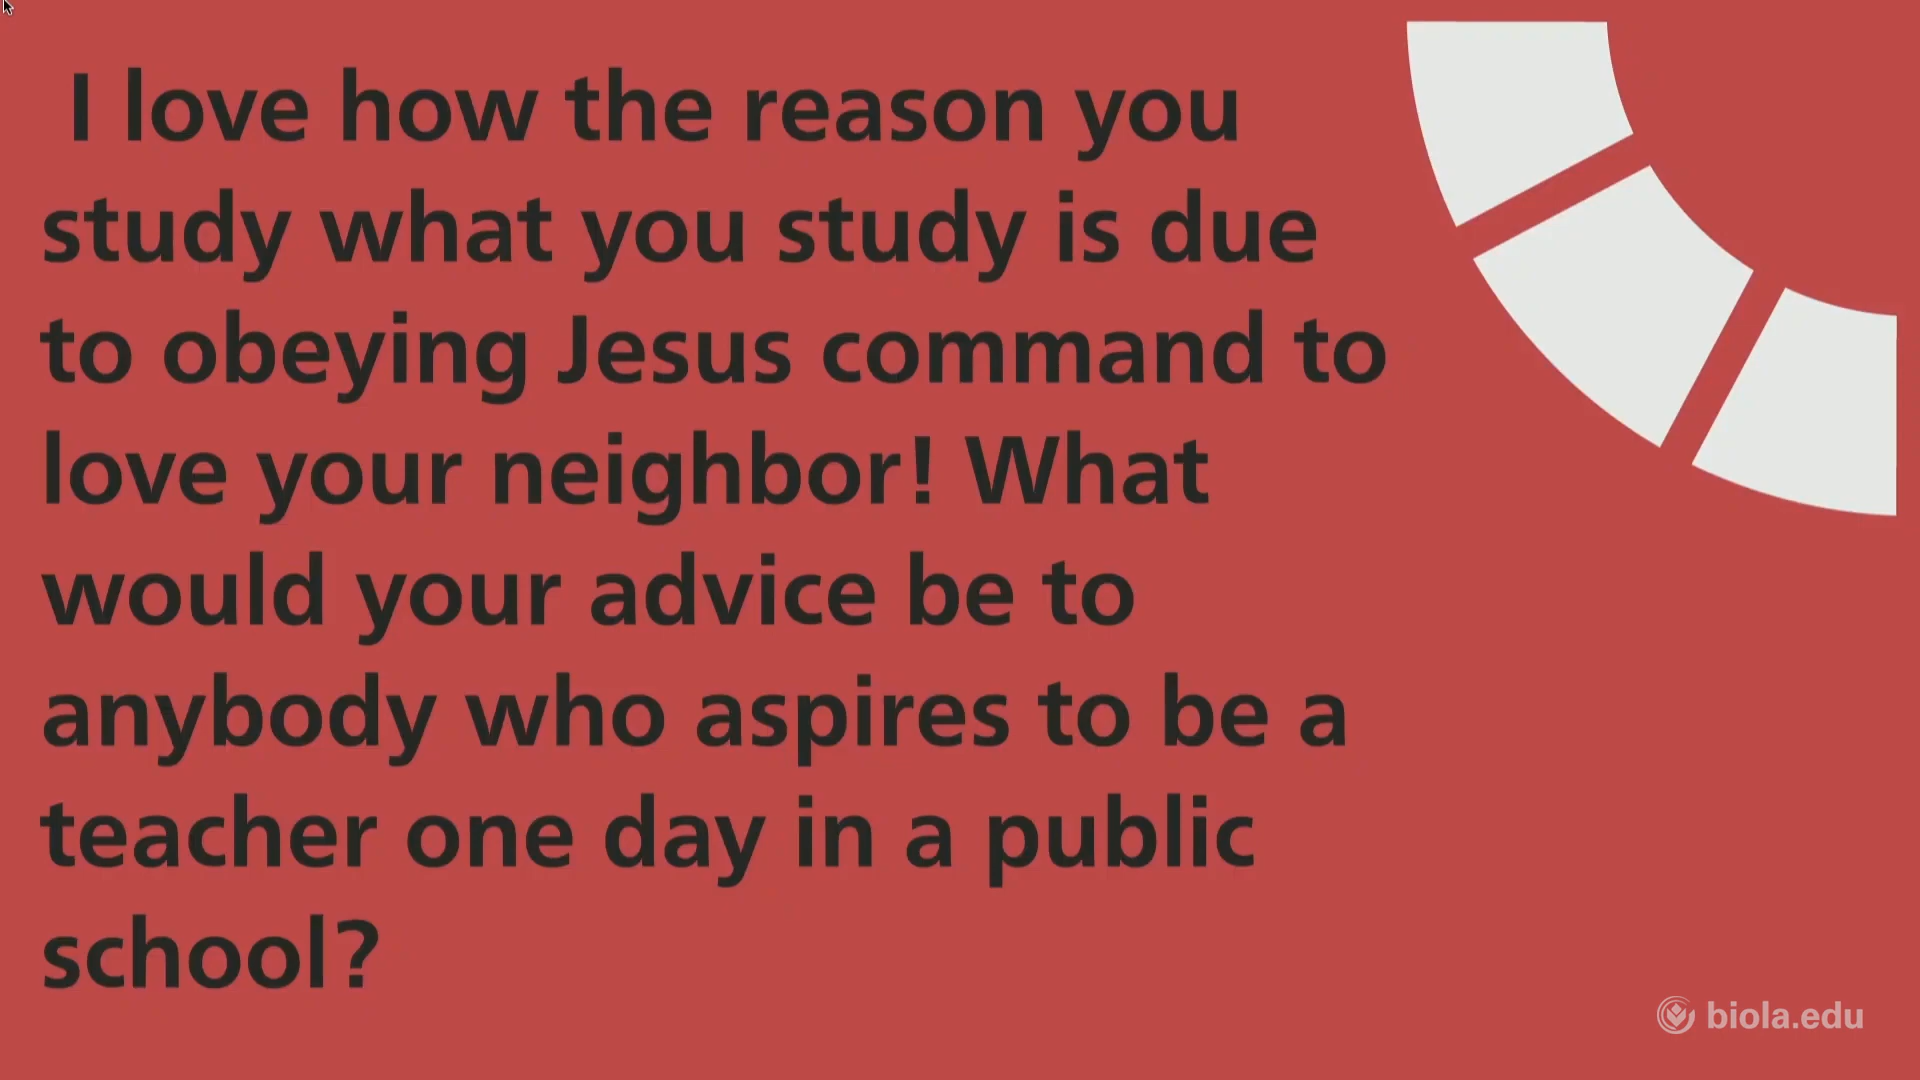 I love how the reason you
study what you study is due
to obeying Jesus command to
love your neighbor! What
would your advice be to
anybody who aspires to be a
teacher one day in a public
school?
biola.edu